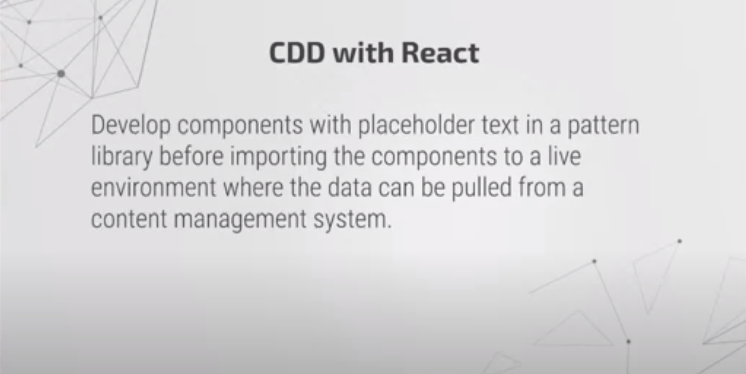 CDD with React
Develop components with placeholder text in a pattern
library before importing the components to a live
environment where the data can be pulled from a
content management system.